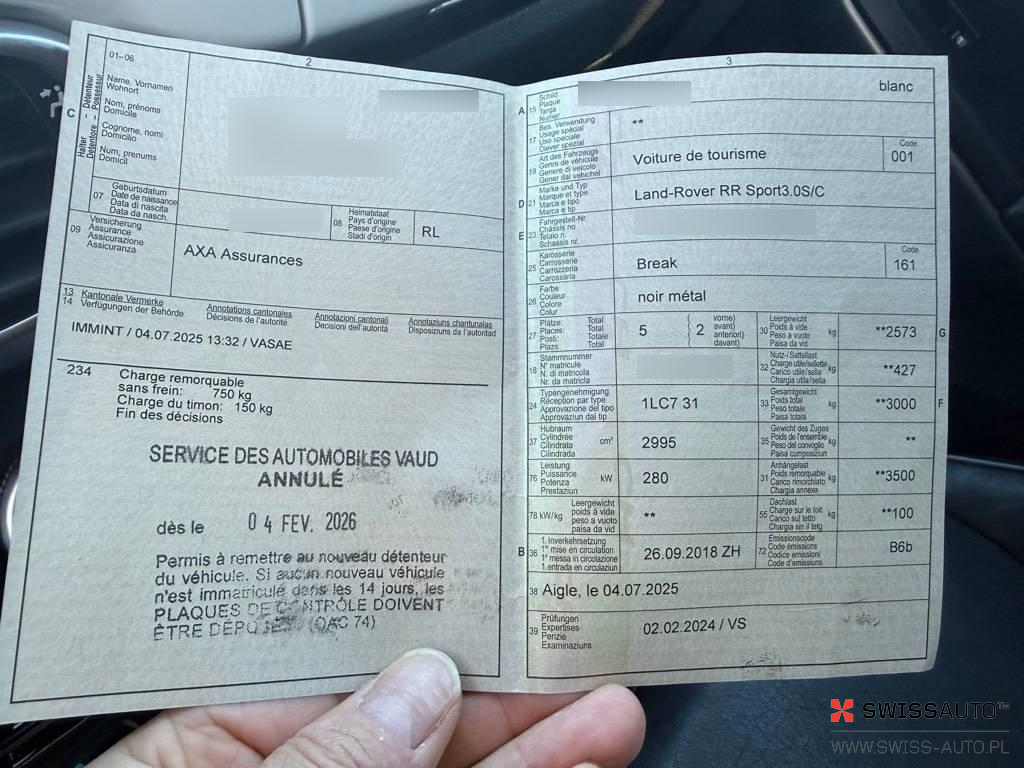 2
01-06
C
Halter - Détenteur
Detentore - Possessur
Name, Vornamen
Wohnort
Nom, prénoms
Domicile
Cognome, nomi
Domicilio
Num, prenums
Domicil
07
Geburtsdatum
Date de naissance
Data di nascita
Data da nasch.
08
Heimatstaat
Pays d'origine
Paese d'origine
Stadi d'origin
RL
09
Versicherung
Assurance
Assicurazione
Assicuranza
AXA Assurances
13
14
Kantonale Vermerke
Verfügungen der Behörde
Annotations cantonales
Décisions de l'autorité
Annotazioni cantonali
Decisioni dell'autorità
Annotaziuns chantunalas
Disposiziuns da l'autoritad
IMMINT / 04.07.2025 13:32 / VASAE
234
Charge remorquable
sans frein: 750 kg
Charge du timon: 150 kg
Fin des décisions
SERVICE DES AUTOMOBILES VAUD
ANNULÉ
dès le 04 FEV. 2026
Permis à remettre au nouveau détenteur
du véhicule. Si aucun nouveau véhicule
n'est immatriculé dans les 14 jours, les
PLAQUES DE CONTRÔLE DOIVENT
ÊTRE DÉPOSÉES (OAC 74)
3
A
15
Schild
Plaque
Targa
Numer
blanc
17
Bes. Verwendung
Usage spécial
Uso speciale
Diever spezial
**
19
Art des Fahrzeugs
Genre de véhicule
Genere di veicolo
Gener dal vehichel
Voiture de tourisme
Code
001
D
21
Marke und Typ
Marque et type
Marca e tipo
Marca e tip
Land-Rover RR Sport3.0S/C
E
23
Fahrgestell-Nr.
Châssis no
Telaio n.
Schassis nr.
25
Karosserie
Carrosserie
Carrozzeria
Carossaria
Break
Code
161
26
Farbe
Couleur
Colore
Colur
noir métal
27
Plätze: Total
Places: Total
Posti: Totale
Plazs: Total
5
2
vorne)
avant)
anteriori)
davant)
30
Leergewicht
Poids à vide
Peso a vuoto
Paisa da vid
kg
**2573
G
18
Stammnummer
N° matricule
N. di matricola
Nr. da matricla
32
Nutz-/Sattellast
Charge utile/sellette
Carico utile/sella
Chargia utila/sella
kg
**427
24
Typengenehmigung
Réception par type
Approvazione del tipo
Approvaziun dal tip
1LC7 31
33
Gesamtgewicht
Poids total
Peso totale
Paisa totala
kg
**3000
F
37
Hubraum
Cylindrée
Cilindrata
Cilindrada
cm³
2995
35
Gewicht des Zuges
Poids de l'ensemble
Peso del convoglio
Paisa cumposiziun
kg
**
76
Leistung
Puissance
Potenza
Prestaziun
kW
280
31
Anhängelast
Poids remorquable
Carico rimorchiato
Chargia annexa
kg
**3500
78 kW/kg
Leergewicht
poids à vide
peso a vuoto
paisa da vid
**
55
Dachlast
Charge sur le toit
Carico sul tetto
Chargia sin il tetg
kg
**100
B
36
1. Inverkehrsetzung
1re mise en circulation
1a messa in circolazione
1. entrada en circulaziun
26.09.2018 ZH
72
Emissionscode
Code émissions
Codice emissioni
Code d'emissiuns
B6b
38
Aigle, le 04.07.2025
39
Prüfungen
Expertises
Perizie
Examinaziuns
02.02.2024 / VS
SWISSAUTO™
WWW.SWISS-AUTO.PL